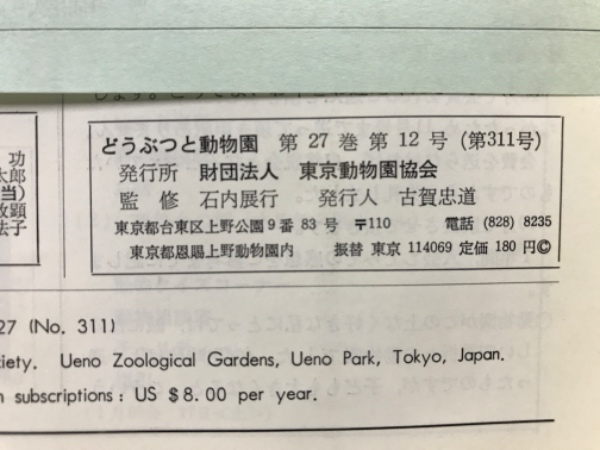 どうぶつと動物園 第27巻第12号(第311号)
発行所 財団法人 東京動物園協会
監修 石内展行 発行人 古賀忠道
東京都台東区上野公園9番83号 〒110 電話 (828) 8235
東京都恩賜上野動物園内 振替 東京 114069 定価 180 円©
功
太郎
当)
政顕
法子
27 (No. 311)
ciety. Ueno Zoological Gardens, Ueno Park, Tokyo, Japan.
n subscriptions: US $8.00 per year.